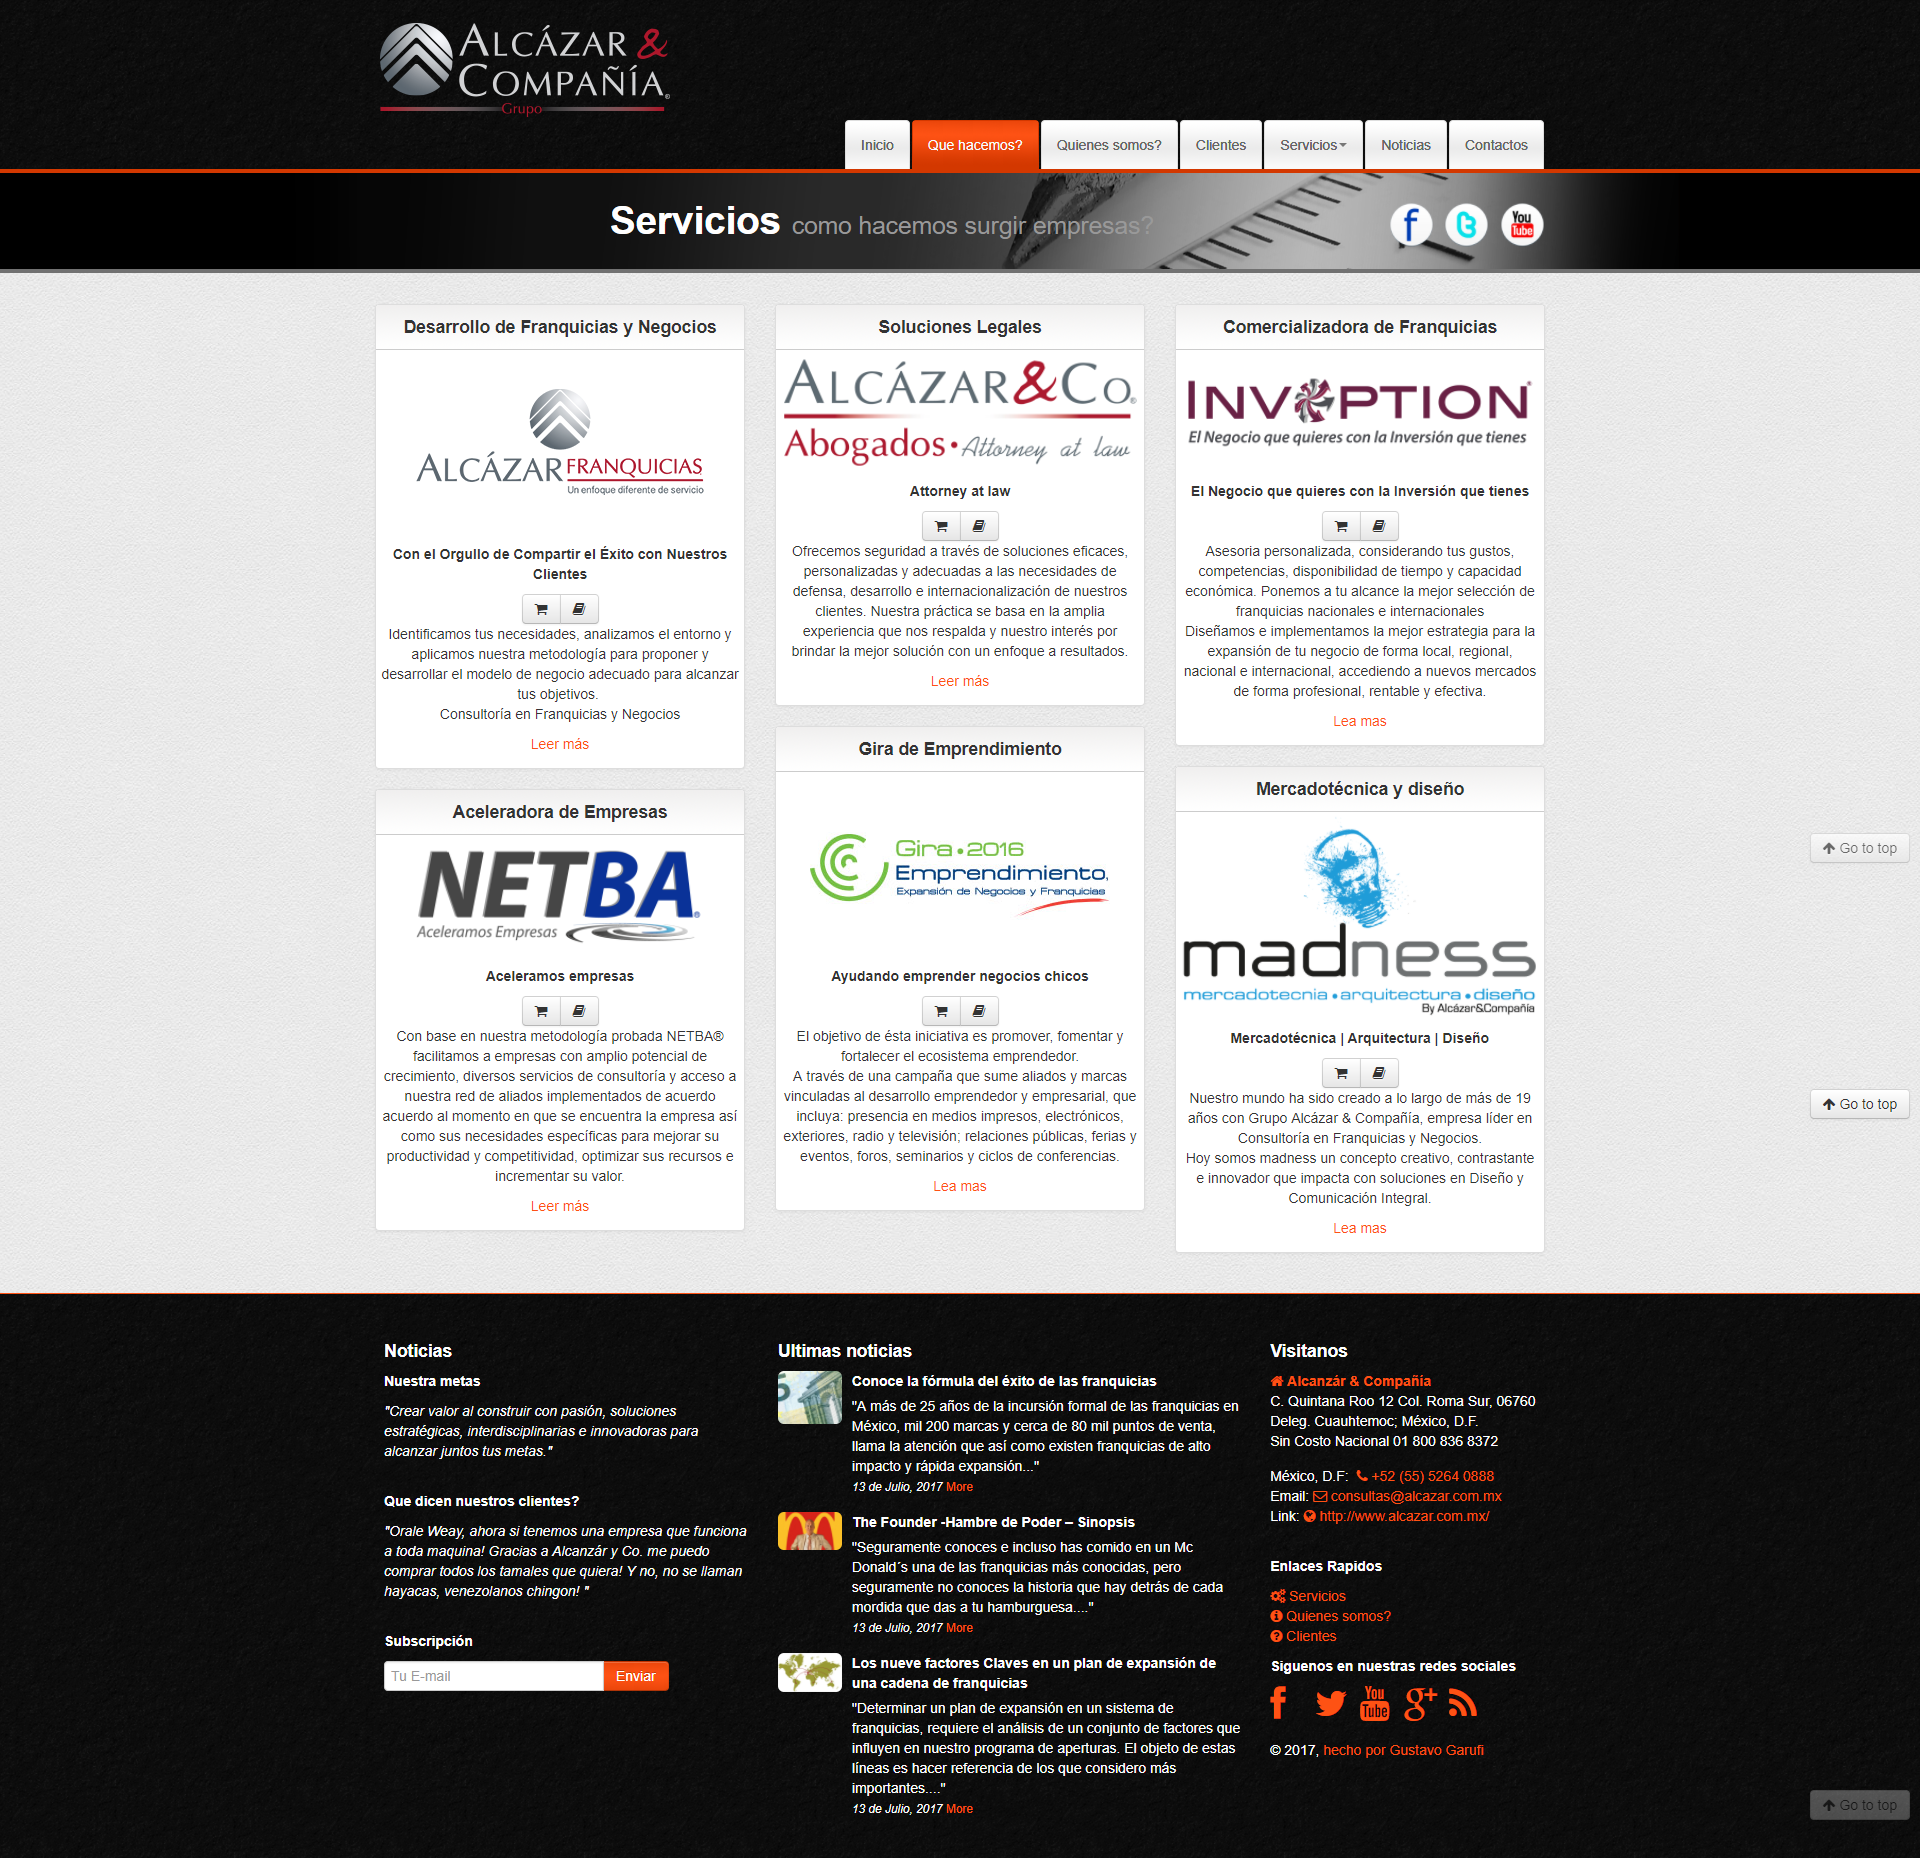 ALCÁZAR &
COMPAÑÍA®
Grupo
Inicio
Que hacemos?
Quienes somos?
Clientes
Servicios
Noticias
Contactos
Servicios como hacemos surgir empresas?
You
Tube
Desarrollo de Franquicias y Negocios
ALCÁZAR FRANQUICIAS
Un enfoque diferente de servicio
Con el Orgullo de Compartir el Éxito con Nuestros
Clientes
Identificamos tus necesidades, analizamos el entorno y
aplicamos nuestra metodología para proponer y
desarrollar el modelo de negocio adecuado para alcanzar
tus objetivos.
Consultoría en Franquicias y Negocios
Leer más
Aceleradora de Empresas
NETBA®
Aceleramos Empresas
Aceleramos empresas
Con base en nuestra metodología probada NETBA®
facilitamos a empresas con amplio potencial de
crecimiento, diversos servicios de consultoría y acceso a
nuestra red de aliados implementados de acuerdo
acuerdo al momento en que se encuentra la empresa así
como sus necesidades específicas para mejorar su
productividad y competitividad, optimizar sus recursos e
incrementar su valor.
Leer más
Soluciones Legales
ALCÁZAR&CO.®
Abogados • Attorney at law
Attorney at law
Ofrecemos seguridad a través de soluciones eficaces,
personalizadas y adecuadas a las necesidades de
defensa, desarrollo e internacionalización de nuestros
clientes. Nuestra práctica se basa en la amplia
experiencia que nos respalda y nuestro interés por
brindar la mejor solución con un enfoque a resultados.
Leer más
Gira de Emprendimiento
Gira • 2016
Emprendimiento,
Expansión de Negocios y Franquicias
Ayudando emprender negocios chicos
El objetivo de ésta iniciativa es promover, fomentar y
fortalecer el ecosistema emprendedor.
A través de una campaña que sume aliados y marcas
vinculadas al desarrollo emprendedor y empresarial, que
incluya: presencia en medios impresos, electrónicos,
exteriores, radio y televisión; relaciones públicas, ferias y
eventos, foros, seminarios y ciclos de conferencias.
Lea mas
Comercializadora de Franquicias
INVOPTION®
El Negocio que quieres con la Inversión que tienes
El Negocio que quieres con la Inversión que tienes
Asesoria personalizada, considerando tus gustos,
competencias, disponibilidad de tiempo y capacidad
económica. Ponemos a tu alcance la mejor selección de
franquicias nacionales e internacionales
Diseñamos e implementamos la mejor estrategia para la
expansión de tu negocio de forma local, regional,
nacional e internacional, accediendo a nuevos mercados
de forma profesional, rentable y efectiva.
Lea mas
Mercadotécnica y diseño
madness
mercadotecnia • arquitectura • diseño
By Alcázar&Compañía
Mercadotécnica | Arquitectura | Diseño
Nuestro mundo ha sido creado a lo largo de más de 19
años con Grupo Alcázar & Compañía, empresa líder en
Consultoría en Franquicias y Negocios.
Hoy somos madness un concepto creativo, contrastante
e innovador que impacta con soluciones en Diseño y
Comunicación Integral.
Lea mas
Go to top
Go to top
Noticias
Nuestra metas
"Crear valor al construir con pasión, soluciones
estratégicas, interdisciplinarias e innovadoras para
alcanzar juntos tus metas."
Que dicen nuestros clientes?
"Orale Weay, ahora si tenemos una empresa que funciona
a toda maquina! Gracias a Alcanzár y Co. me puedo
comprar todos los tamales que quiera! Y no, no se llaman
hayacas, venezolanos chingon! "
Subscripción
Tu E-mail
Enviar
Ultimas noticias
Conoce la fórmula del éxito de las franquicias
"A más de 25 años de la incursión formal de las franquicias en
México, mil 200 marcas y cerca de 80 mil puntos de venta,
llama la atención que así como existen franquicias de alto
impacto y rápida expansión..."
13 de Julio, 2017 More
The Founder -Hambre de Poder – Sinopsis
"Seguramente conoces e incluso has comido en un Mc
Donald´s una de las franquicias más conocidas, pero
seguramente no conoces la historia que hay detrás de cada
mordida que das a tu hamburguesa...."
13 de Julio, 2017 More
Los nueve factores Claves en un plan de expansión de
una cadena de franquicias
"Determinar un plan de expansión en un sistema de
franquicias, requiere el análisis de un conjunto de factores que
influyen en nuestro programa de aperturas. El objeto de estas
líneas es hacer referencia de los que considero más
importantes...."
13 de Julio, 2017 More
Visitanos
Alcanzár & Compañía
C. Quintana Roo 12 Col. Roma Sur, 06760
Deleg. Cuauhtemoc; México, D.F.
Sin Costo Nacional 01 800 836 8372
México, D.F: +52 (55) 5264 0888
Email: consultas@alcazar.com.mx
Link: http://www.alcazar.com.mx/
Enlaces Rapidos
Servicios
Quienes somos?
Clientes
Siguenos en nuestras redes sociales
You
Tube
© 2017, hecho por Gustavo Garufi
Go to top